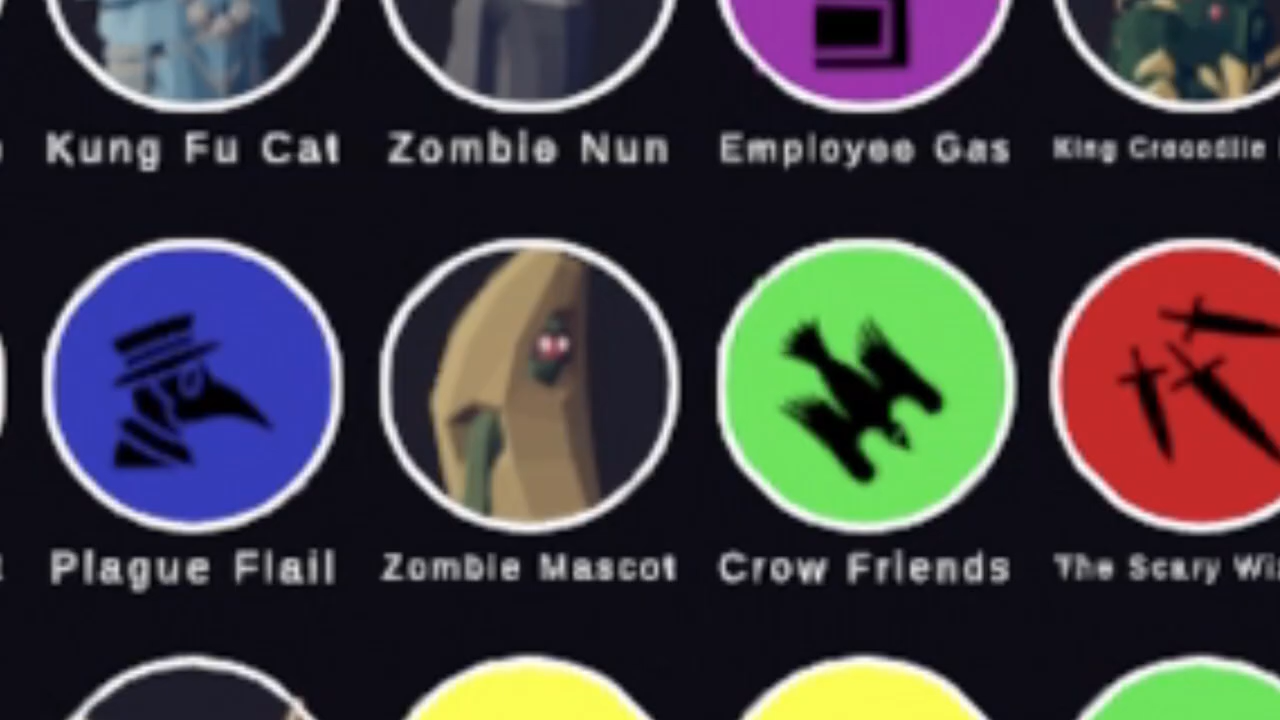 Kung Fu Cat
Zombie Nun
Employee Gas
King Crocodile
Plague Flail
Zombie Mascot
Crow Friends
The Scary